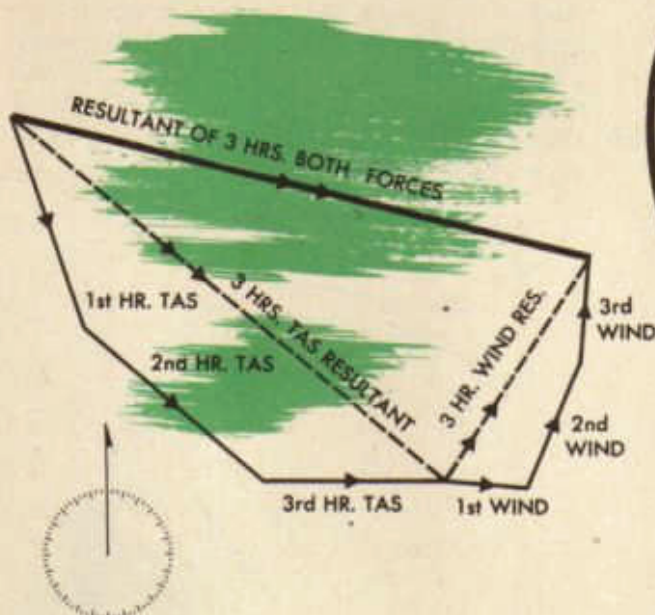 RESULTANT OF 3 HRS. BOTH FORCES
1st HR. TAS
3 HRS. TAS RESULTANT
2nd HR. TAS
3 HR. WIND RES.
3rd
WIND
2nd
WIND
3rd HR. TAS
1st WIND